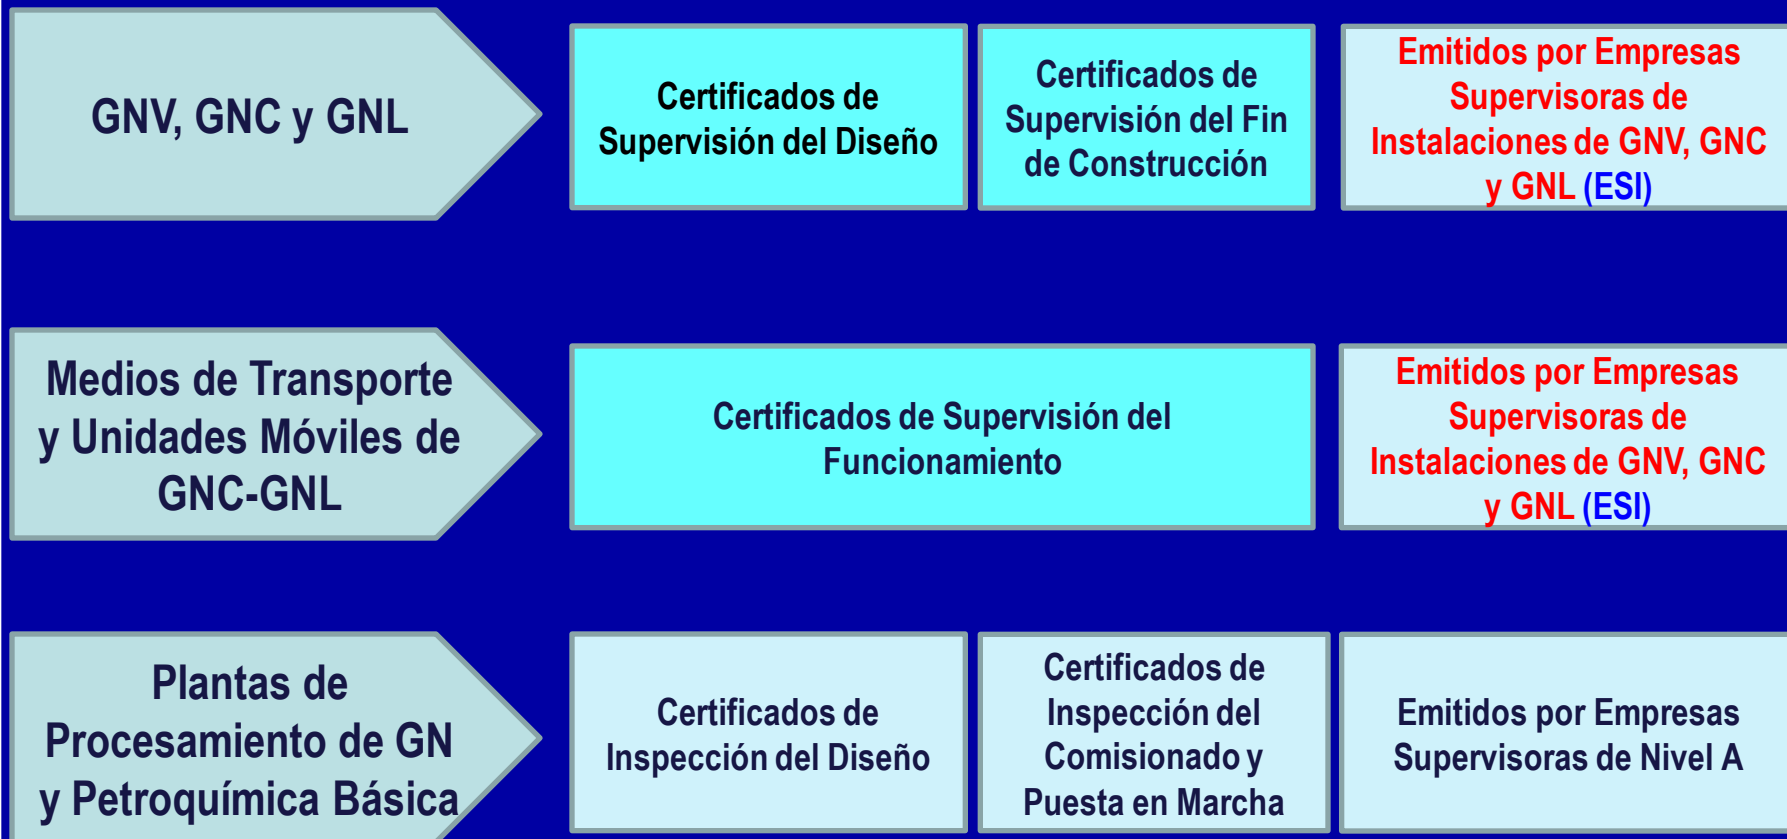 GNV, GNC y GNL
Certificados de
Supervisión del Diseño
Certificados de
Supervisión del Fin
de Construcción
Emitidos por Empresas
Supervisoras de
Instalaciones de GNV, GNC
y GNL (ESI)
Medios de Transporte
y Unidades Móviles de
GNC-GNL
Certificados de Supervisión del
Funcionamiento
Emitidos por Empresas
Supervisoras de
Instalaciones de GNV, GNC
y GNL (ESI)
Plantas de
Procesamiento de GN
y Petroquímica Básica
Certificados de
Inspección del Diseño
Certificados de
Inspección del
Comisionado y
Puesta en Marcha
Emitidos por Empresas
Supervisoras de Nivel A